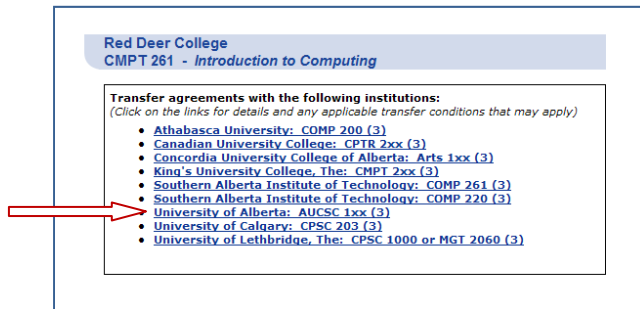 Red Deer College
CMPT 261 - Introduction to Computing
Transfer agreements with the following institutions:
(Click on the links for details and any applicable transfer conditions that may apply)
• Athabasca University: COMP 200 (3)
• Canadian University College: CPTR 2xx (3)
• Concordia University College of Alberta: Arts 1xx (3)
• King's University College, The: CMPT 2xx (3)
• Southern Alberta Institute of Technology: COMP 261 (3)
• Southern Alberta Institute of Technology: COMP 220 (3)
• University of Alberta: AUCSC 1xx (3)
• University of Calgary: CPSC 203 (3)
• University of Lethbridge, The: CPSC 1000 or MGT 2060 (3)